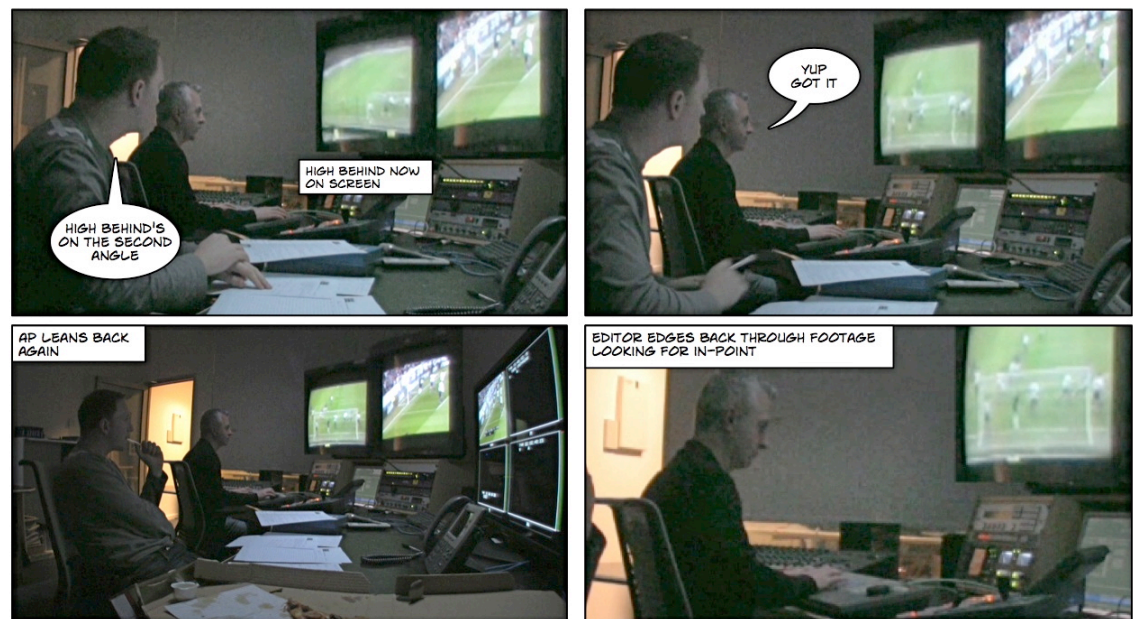 HIGH BEHIND'S
ON THE SECOND
ANGLE
HIGH BEHIND NOW
ON SCREEN
YUP
GOT IT
AP LEANS BACK
AGAIN
EDITOR EDGES BACK THROUGH FOOTAGE
LOOKING FOR IN-POINT